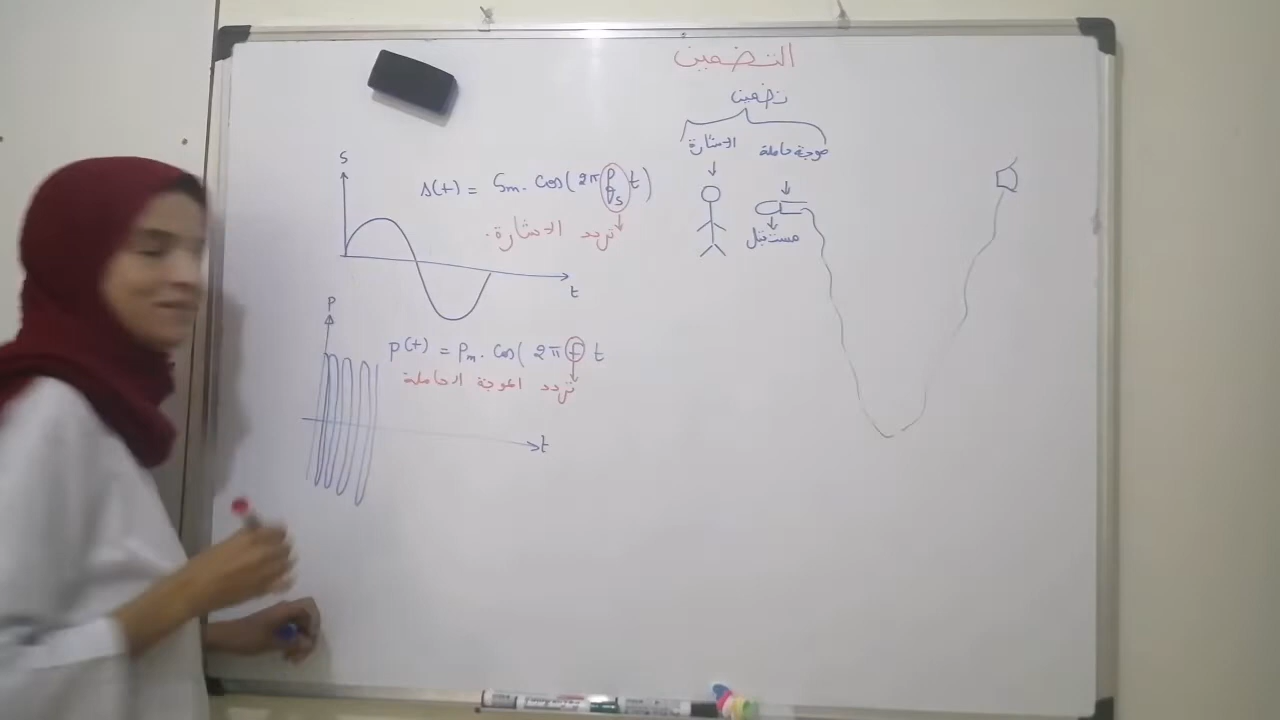 التضمين
تضمين
الاشارة موجة حاملة
مستقبل
S
s(t) = Sm. cos(2π fs t)
تردد الاشارة.
t
P
p(t) = Pm. cos( 2π F t
تردد الموجة الحاملة
t